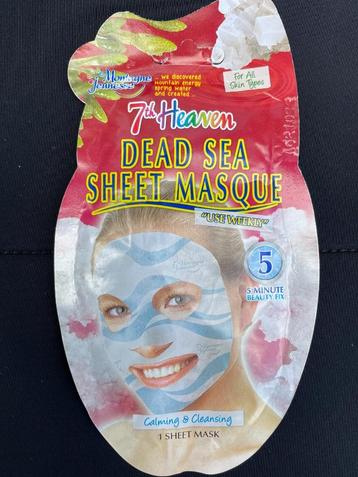 Montagne
Jeunesse
... we discovered
mountain energy
spring water
and created ...
For All
Skin Types
7th Heaven
DEAD SEA
SHEET MASQUE
"USE WEEKLY"
5
5 MINUTE
BEAUTY FIX
Calming & Cleansing
1 SHEET MASK